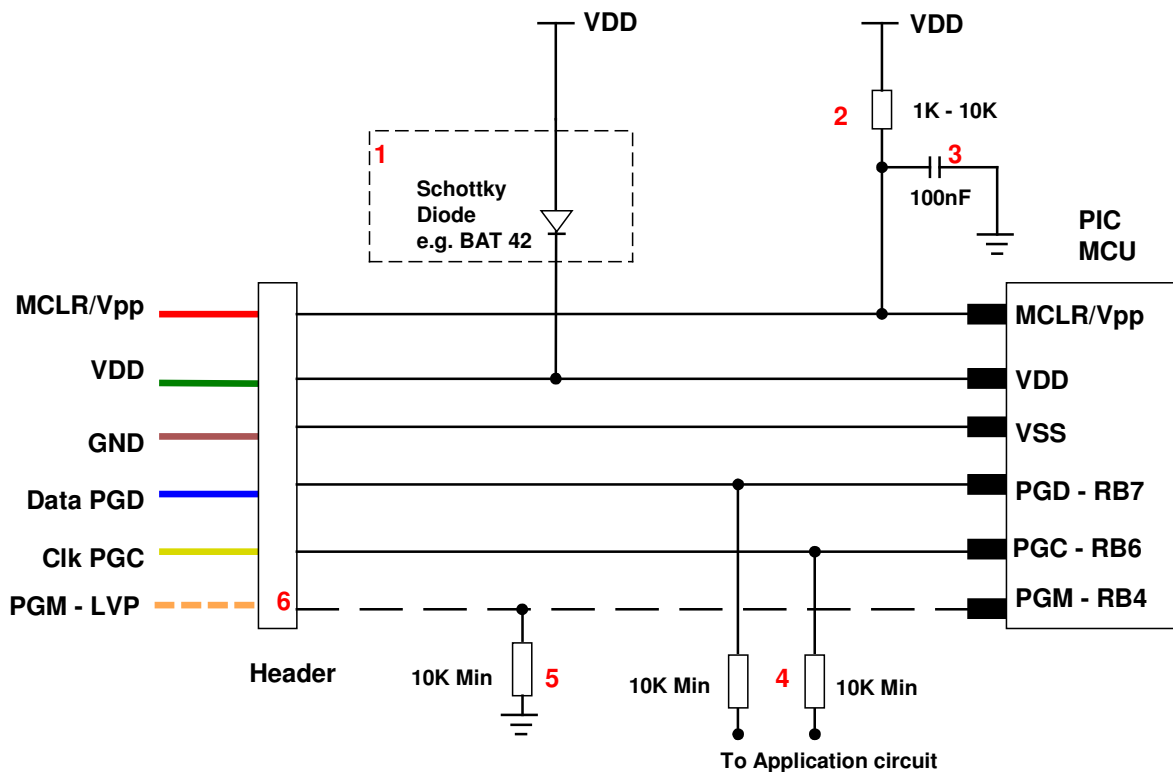 VDD
VDD
1
Schottky
Diode
e.g. BAT 42
2
1K - 10K
3
100nF
PIC
MCU
MCLR/Vpp
VDD
GND
Data PGD
Clk PGC
PGM - LVP
6
Header
MCLR/Vpp
VDD
VSS
PGD - RB7
PGC - RB6
PGM - RB4
10K Min
5
10K Min
4
10K Min
To Application circuit